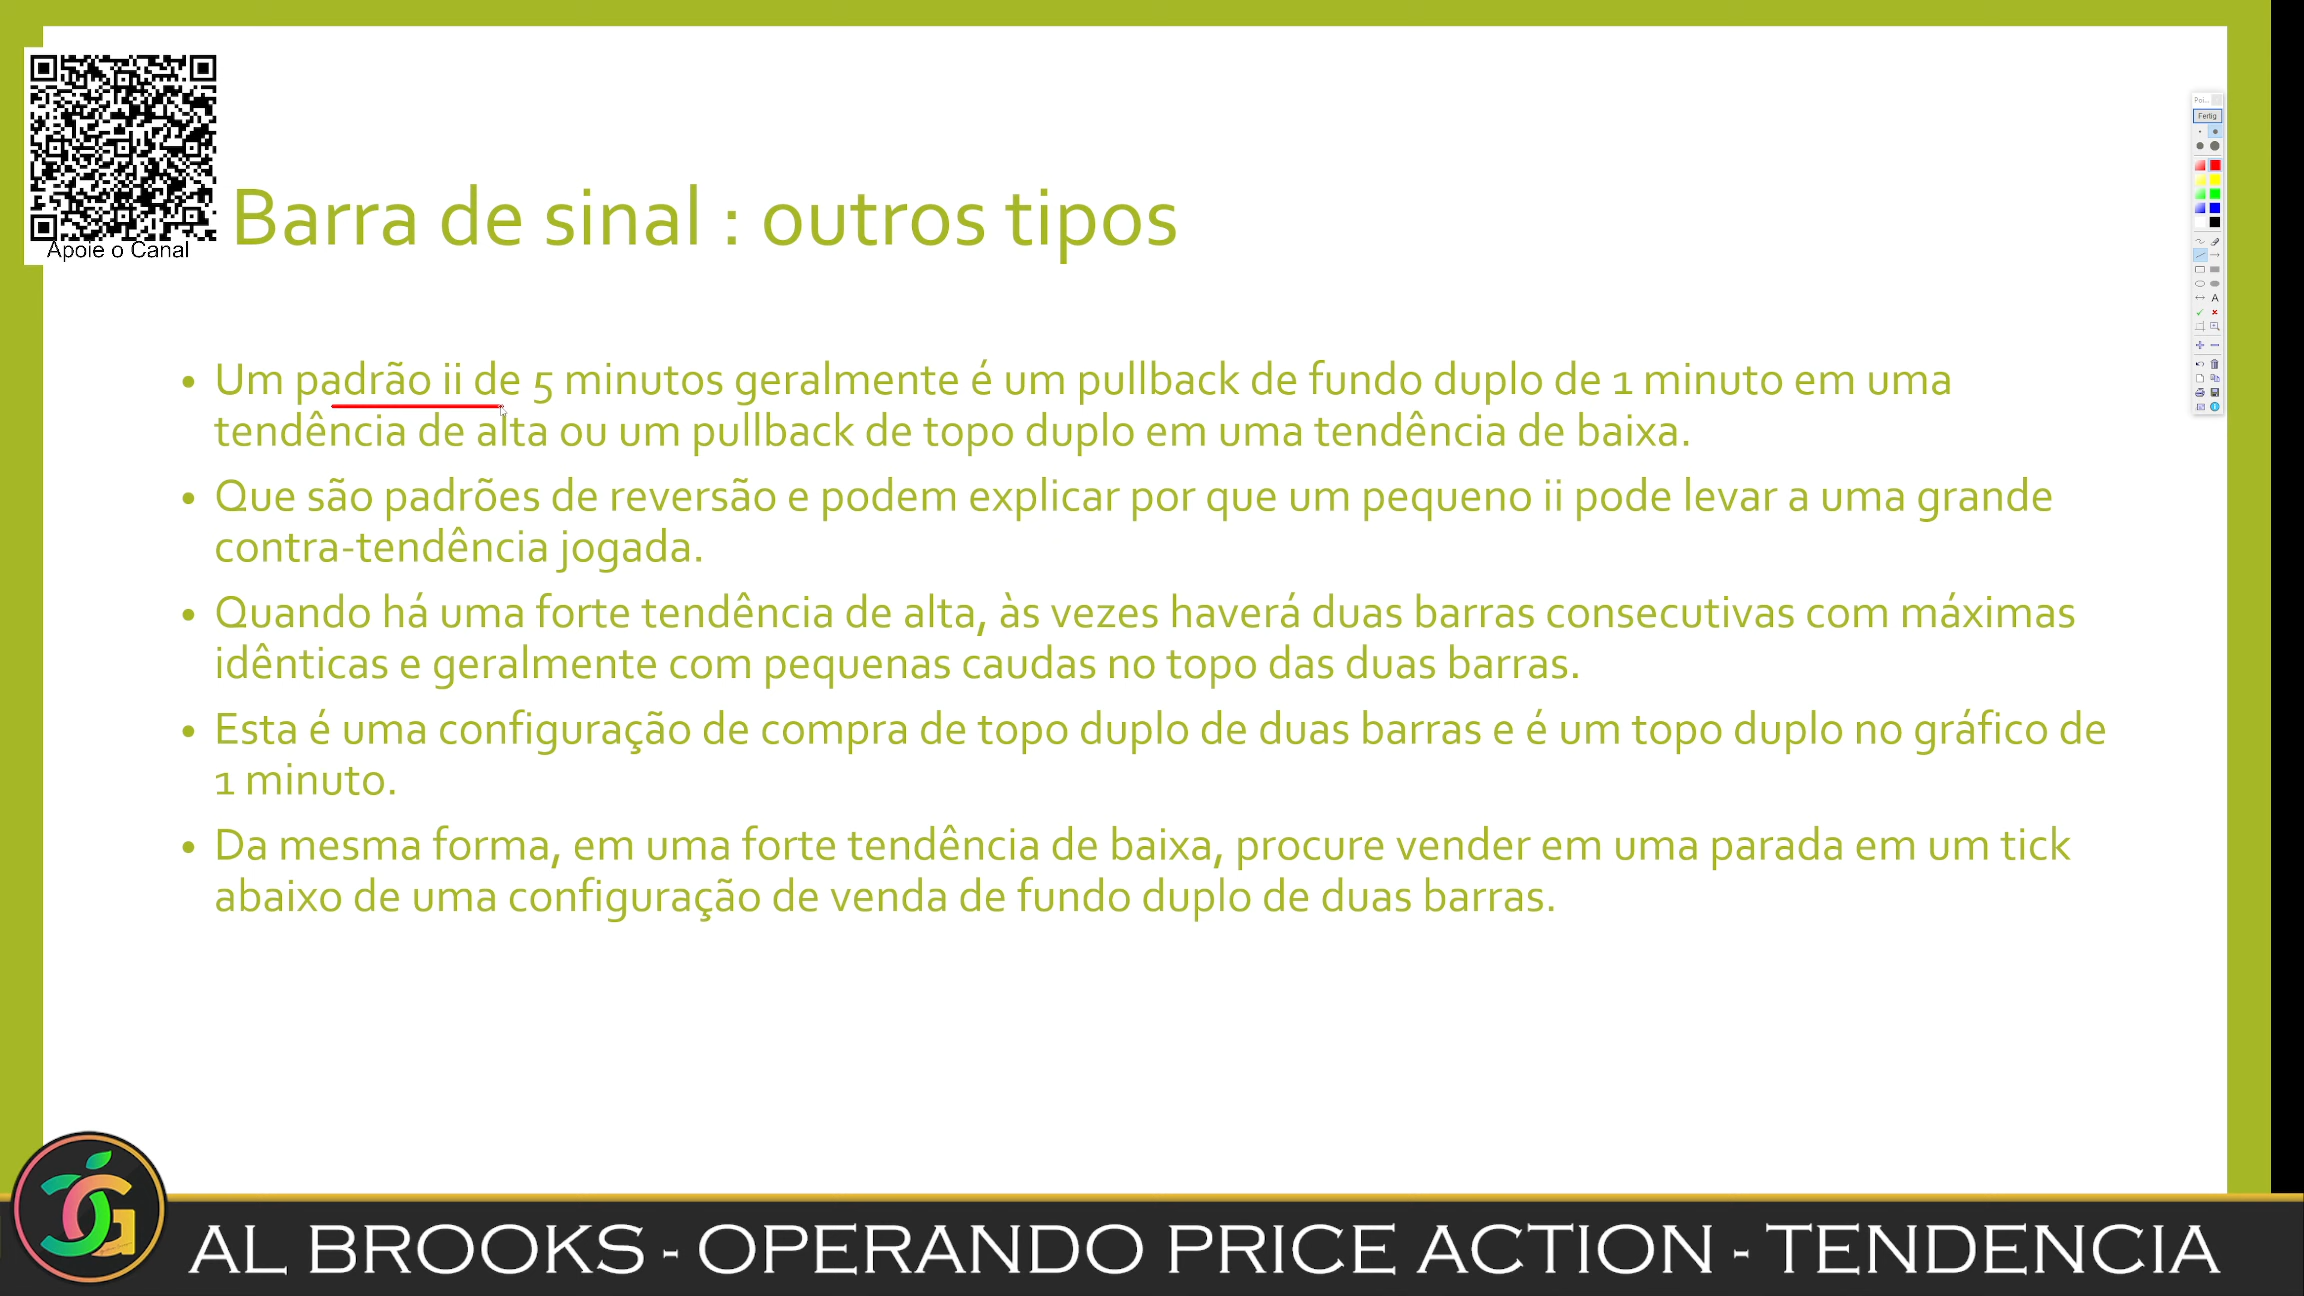 Apoie o Canal
Barra de sinal : outros tipos
• Um padrão ii de 5 minutos geralmente é um pullback de fundo duplo de 1 minuto em uma
tendência de alta ou um pullback de topo duplo em uma tendência de baixa.
• Que são padrões de reversão e podem explicar por que um pequeno ii pode levar a uma grande
contra-tendência jogada.
• Quando há uma forte tendência de alta, às vezes haverá duas barras consecutivas com máximas
idênticas e geralmente com pequenas caudas no topo das duas barras.
• Esta é uma configuração de compra de topo duplo de duas barras e é um topo duplo no gráfico de
1 minuto.
• Da mesma forma, em uma forte tendência de baixa, procure vender em uma parada em um tick
abaixo de uma configuração de venda de fundo duplo de duas barras.
Poi...
Fertig
A
AL BROOKS - OPERANDO PRICE ACTION - TENDENCIA